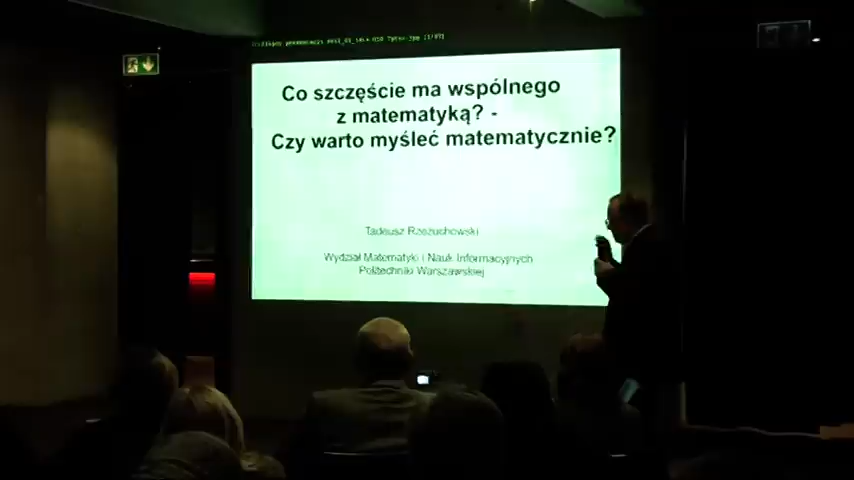 Co szczęście ma wspólnego
z matematyką? -
Czy warto myśleć matematycznie?
Tadeusz Rzeżuchowski
Wydział Matematyki i Nauk Informacyjnych
Politechniki Warszawskiej